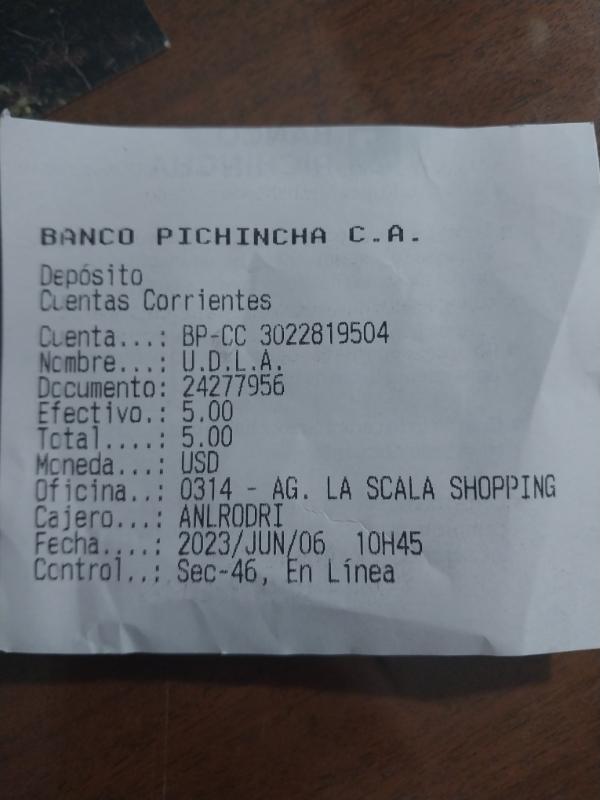 BANCO PICHINCHA C.A.
Depósito
Cuentas Corrientes
Cuenta...: BP-CC 3022819504
Nombre...: U.D.L.A.
Documento: 24277956
Efectivo.: 5.00
Total....: 5.00
Moneda...: USD
Oficina..: 0314 - AG. LA SCALA SHOPPING
Cajero...: ANLRODRI
Fecha....: 2023/JUN/06 10H45
Control..: Sec-46, En Línea